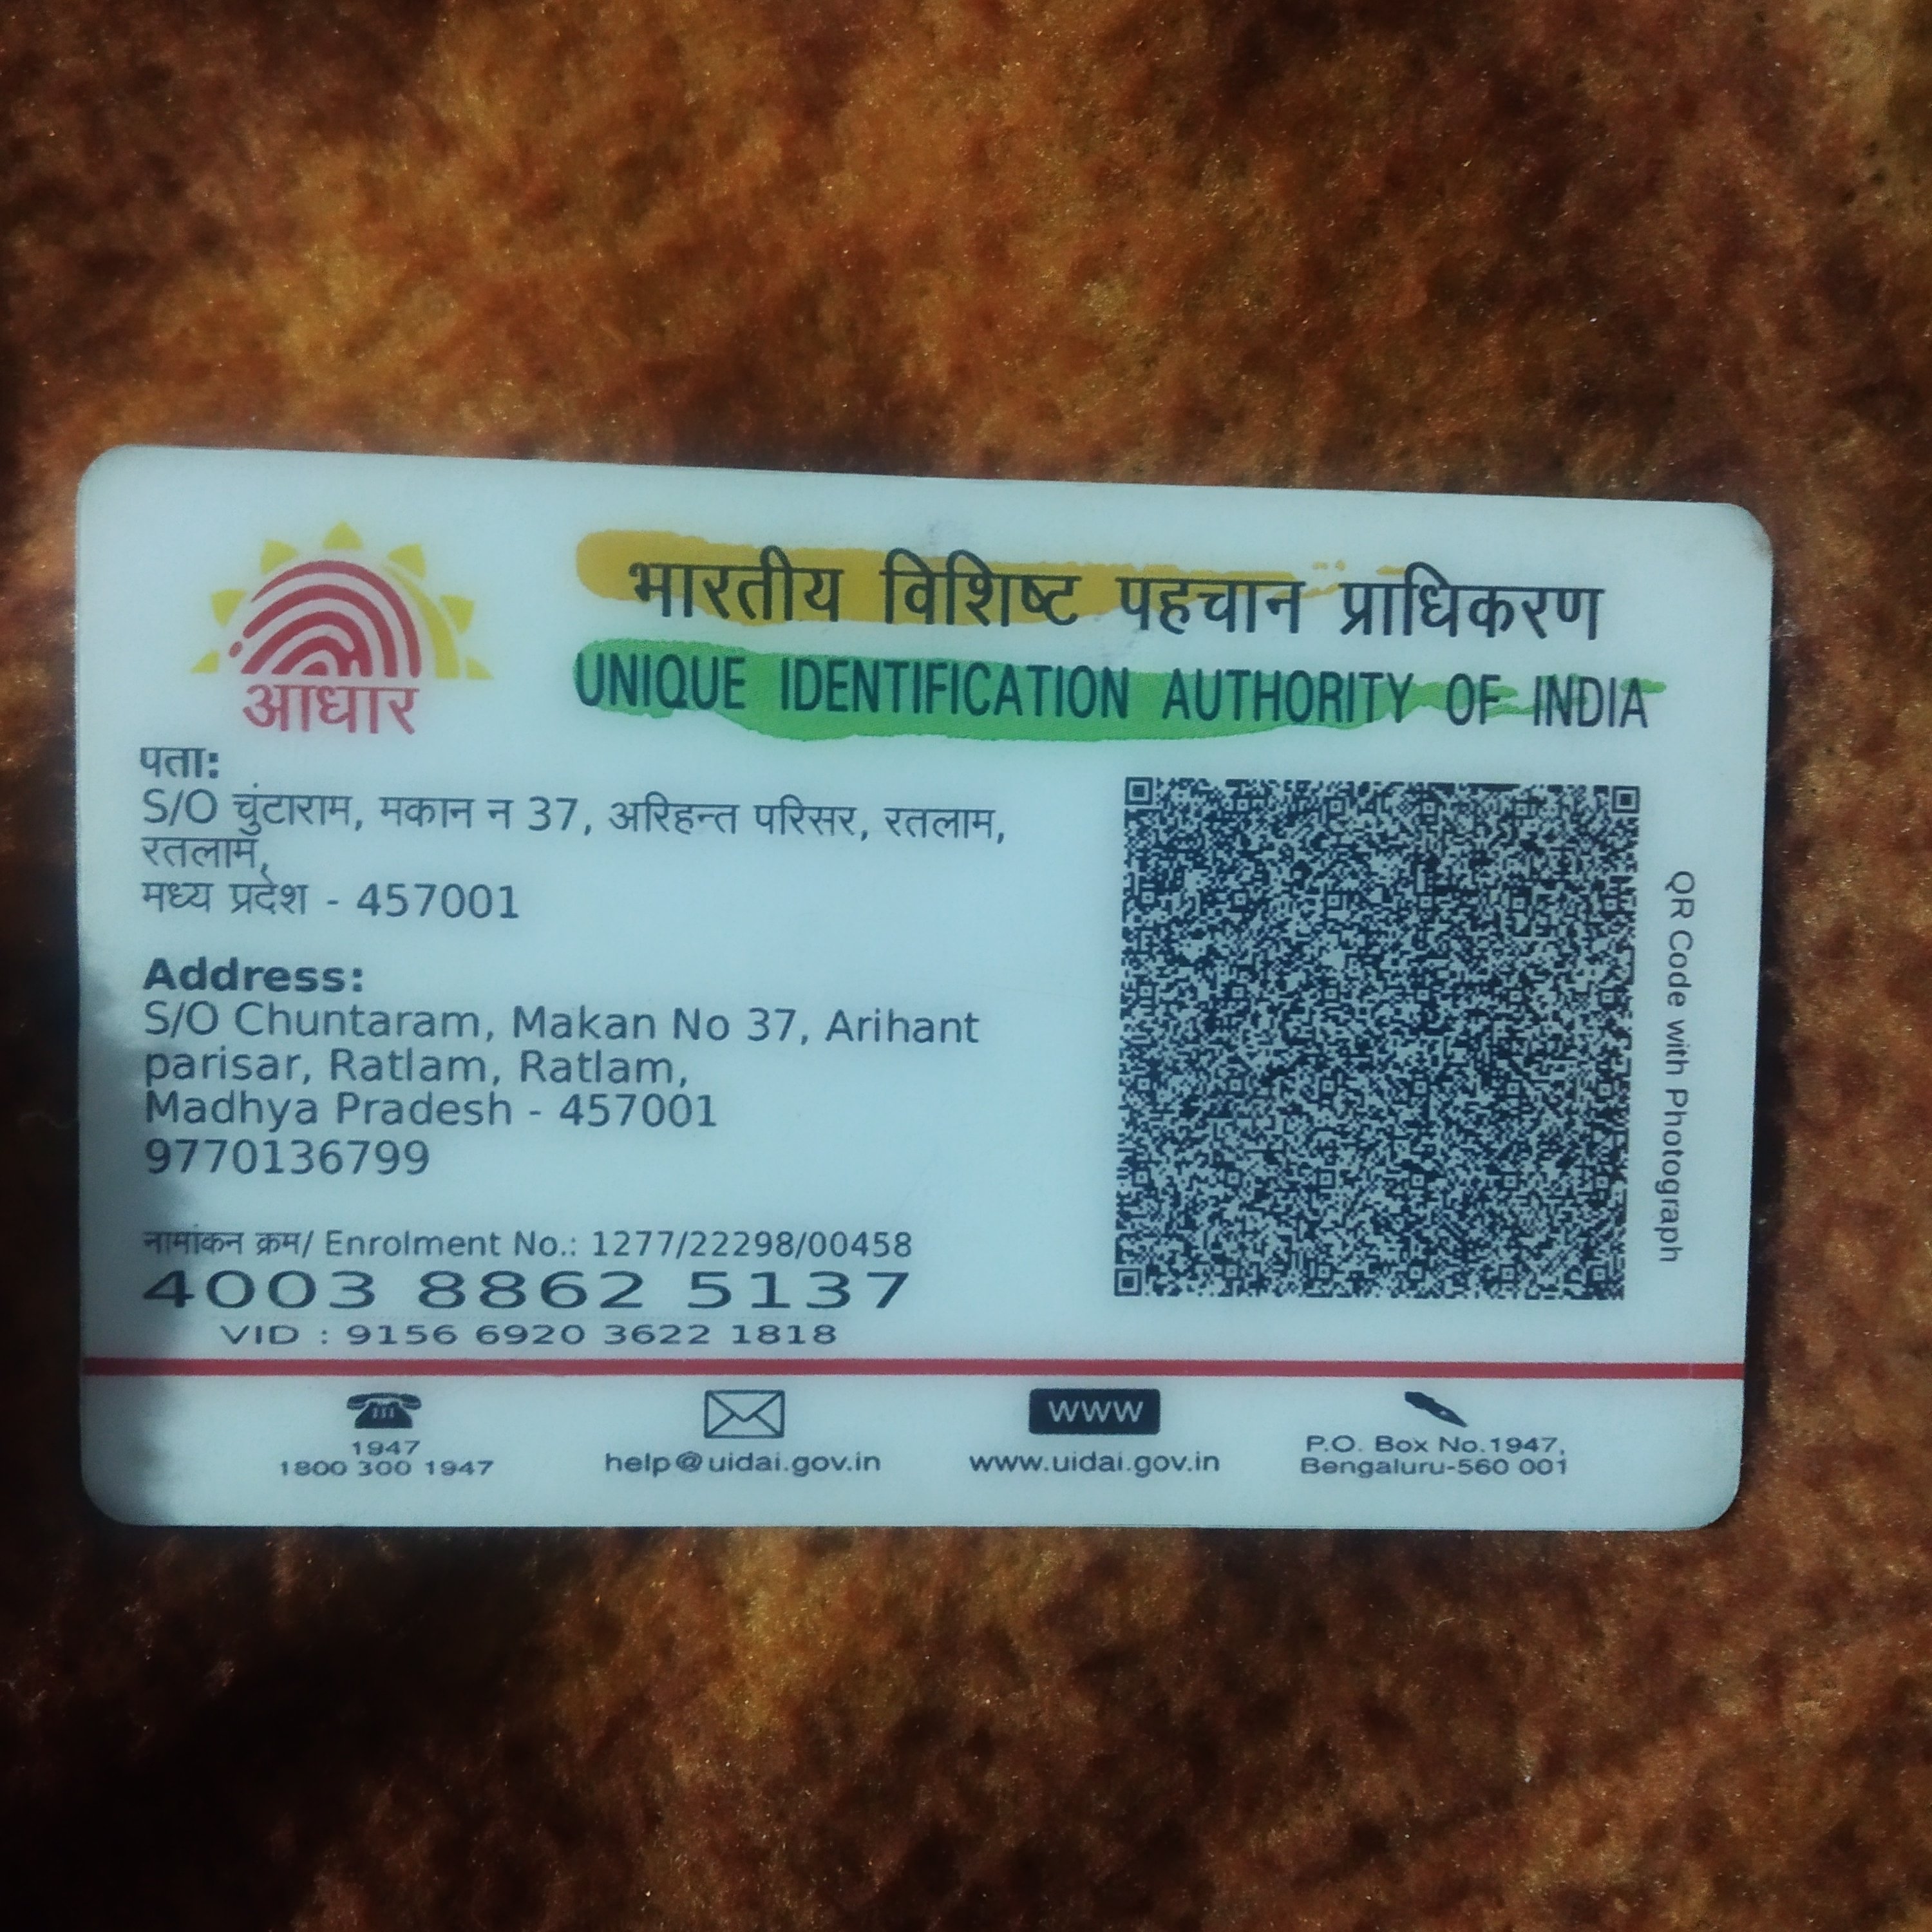 भारतीय विशिष्ट पहचान प्राधिकरण
UNIQUE IDENTIFICATION AUTHORITY OF INDIA
आधार
पता:
S/O चुंटाराम, मकान न 37, अरिहन्त परिसर, रतलाम,
रतलाम,
मध्य प्रदेश - 457001
Address:
S/O Chuntaram, Makan No 37, Arihant
parisar, Ratlam, Ratlam,
Madhya Pradesh - 457001
9770136799
नामांकन क्रम/ Enrolment No.: 1277/22298/00458
4003 8862 5137
VID : 9156 6920 3622 1818
QR Code with Photograph
1947
1800 300 1947
help@uidai.gov.in
www
www.uidai.gov.in
P.O. Box No.1947,
Bengaluru-560 001